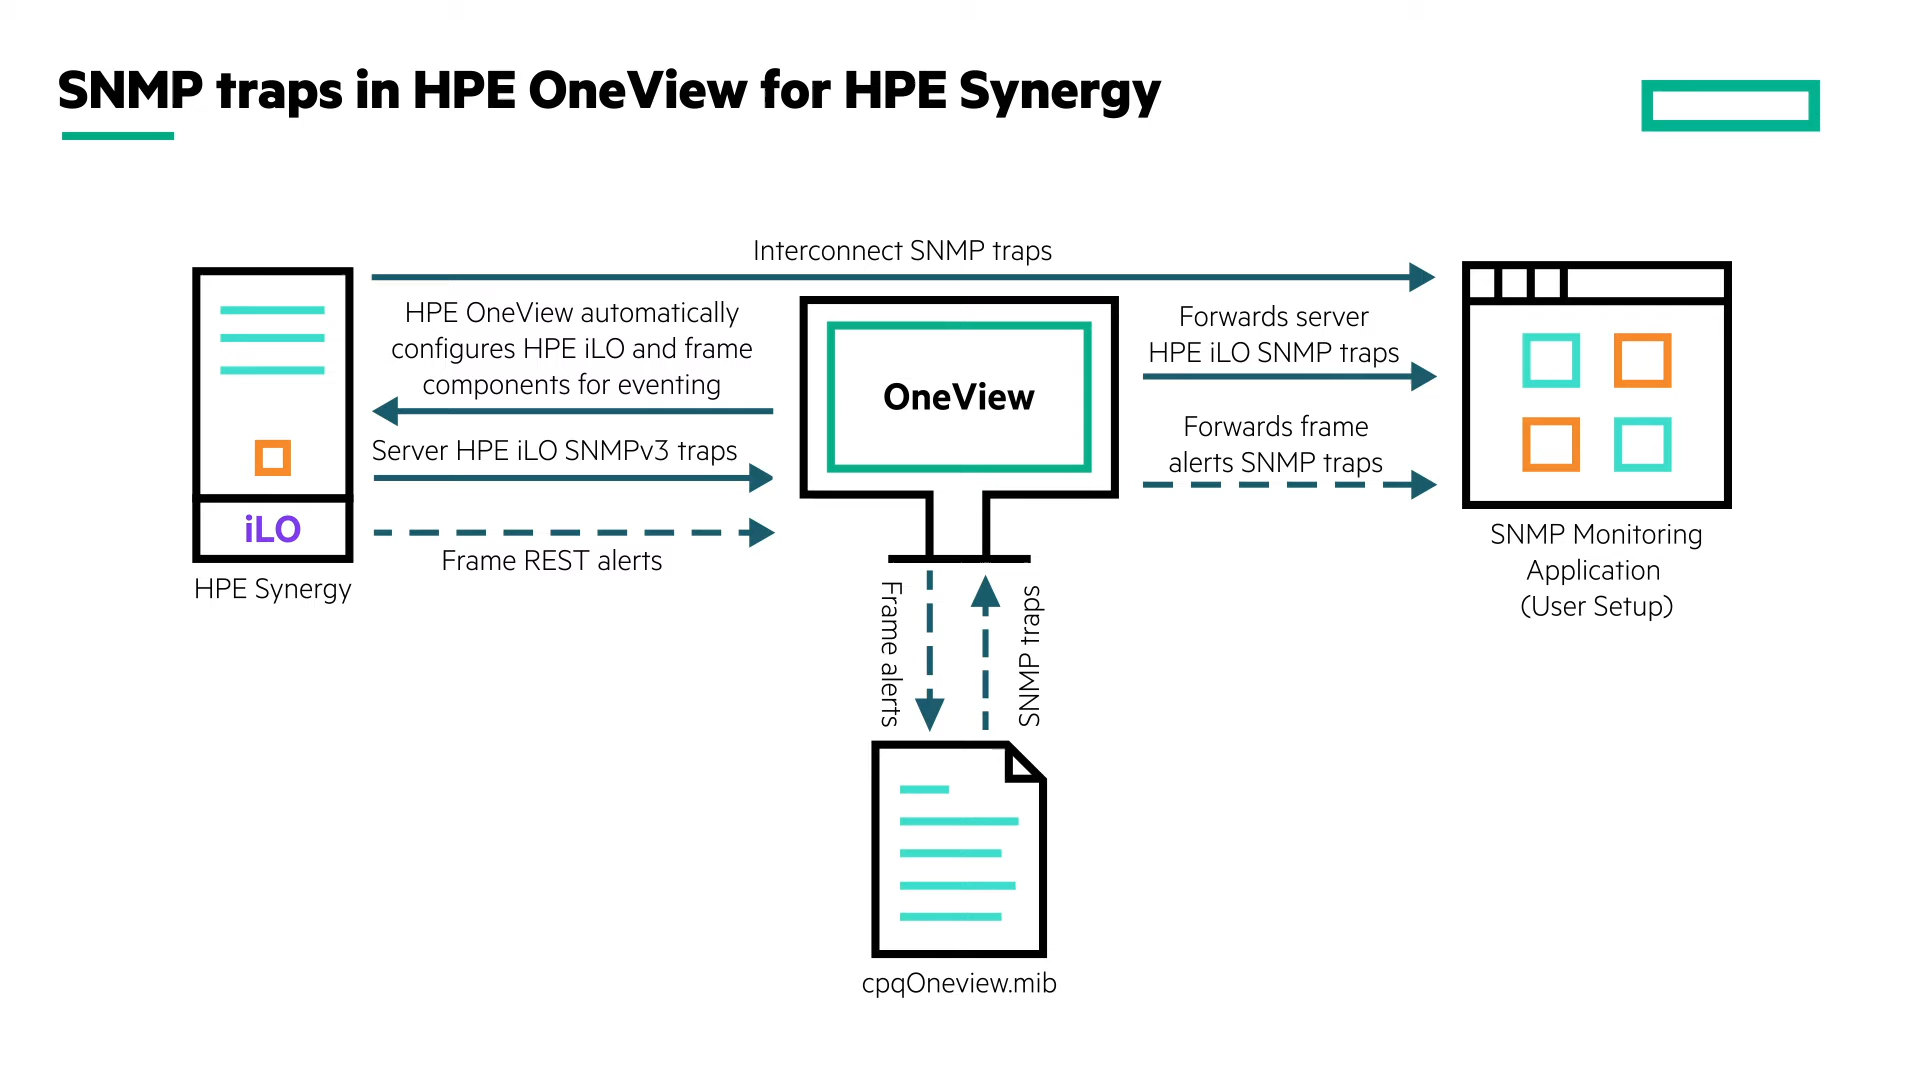 SNMP traps in HPE OneView for HPE Synergy
Interconnect SNMP traps
HPE OneView automatically
configures HPE iLO and frame
components for eventing
Server HPE iLO SNMPv3 traps
Frame REST alerts
iLO
HPE Synergy
OneView
Forwards server
HPE iLO SNMP traps
Forwards frame
alerts SNMP traps
SNMP Monitoring
Application
(User Setup)
Frame alerts
SNMP traps
cpqOneview.mib